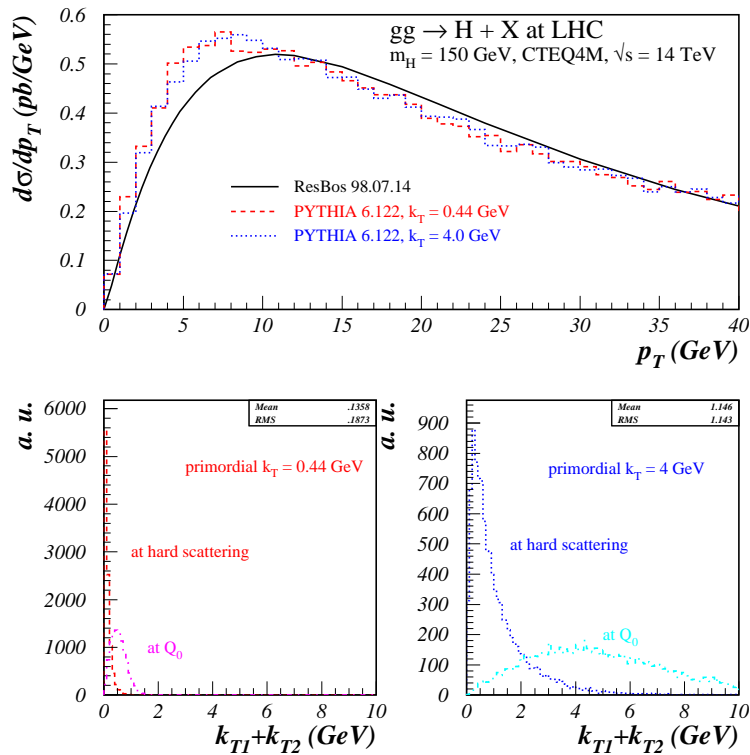 gg → H + X at LHC
m_H = 150 GeV, CTEQ4M, √s = 14 TeV
dσ/dp_T (pb/GeV)
0.6
0.5
0.4
0.3
0.2
0.1
0
ResBos 98.07.14
PYTHIA 6.122, k_T = 0.44 GeV
PYTHIA 6.122, k_T = 4.0 GeV
0 5 10 15 20 25 30 35 40
p_T (GeV)
a. u.
6000
5000
4000
3000
2000
1000
0
Mean .1358
RMS .1873
primordial k_T = 0.44 GeV
at hard scattering
at Q_0
0 2 4 6 8 10
k_T1+k_T2 (GeV)
a. u.
900
800
700
600
500
400
300
200
100
0
Mean 1.146
RMS 1.143
primordial k_T = 4 GeV
at hard scattering
at Q_0
0 2 4 6 8 10
k_T1+k_T2 (GeV)